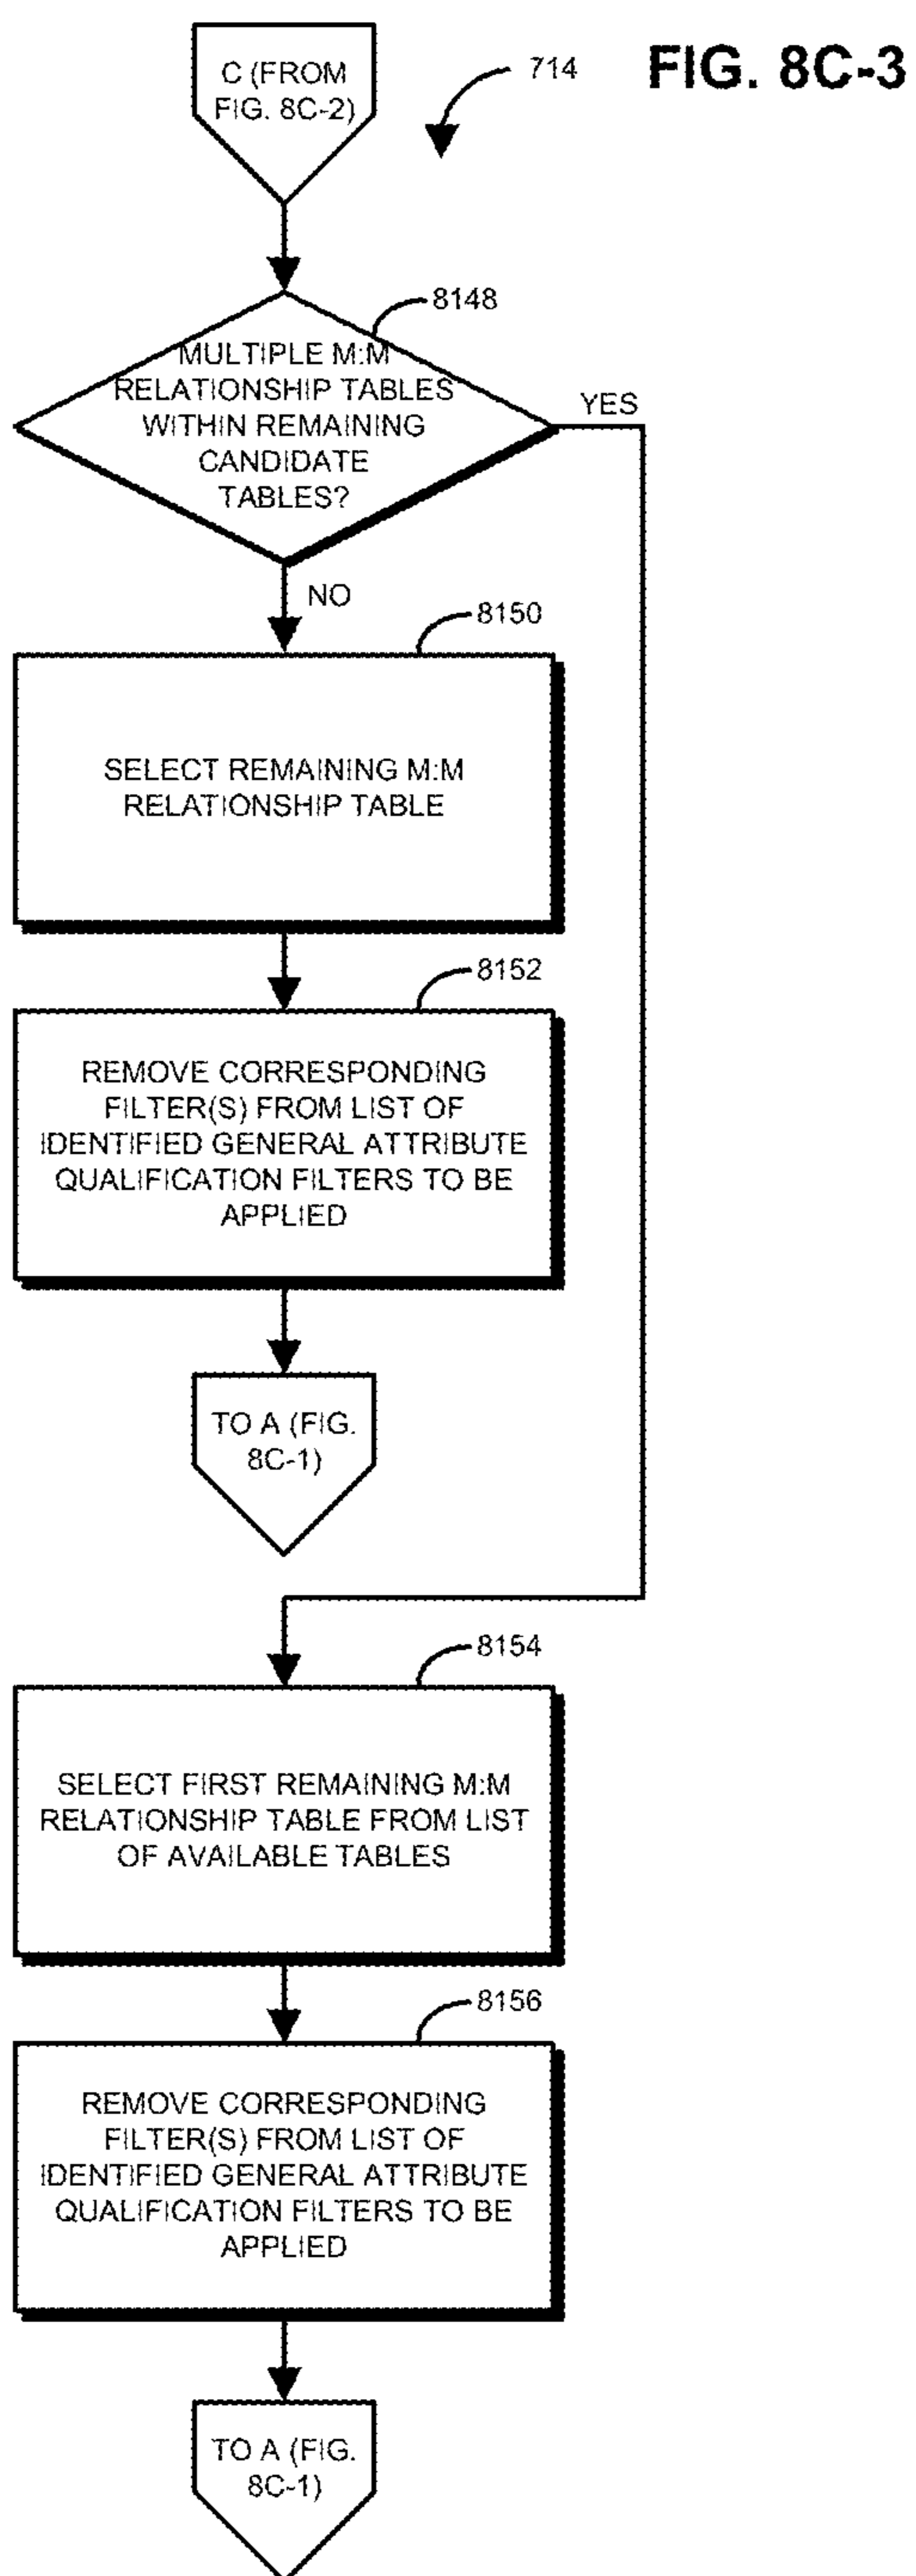 C (FROM
FIG. 8C-2)
714
FIG. 8C-3
8148
MULTIPLE M:M
RELATIONSHIP TABLES
WITHIN REMAINING
CANDIDATE
TABLES?
YES
NO
8150
SELECT REMAINING M:M
RELATIONSHIP TABLE
8152
REMOVE CORRESPONDING
FILTER(S) FROM LIST OF
IDENTIFIED GENERAL ATTRIBUTE
QUALIFICATION FILTERS TO BE
APPLIED
TO A (FIG.
8C-1)
8154
SELECT FIRST REMAINING M:M
RELATIONSHIP TABLE FROM LIST
OF AVAILABLE TABLES
8156
REMOVE CORRESPONDING
FILTER(S) FROM LIST OF
IDENTIFIED GENERAL ATTRIBUTE
QUALIFICATION FILTERS TO BE
APPLIED
TO A (FIG.
8C-1)